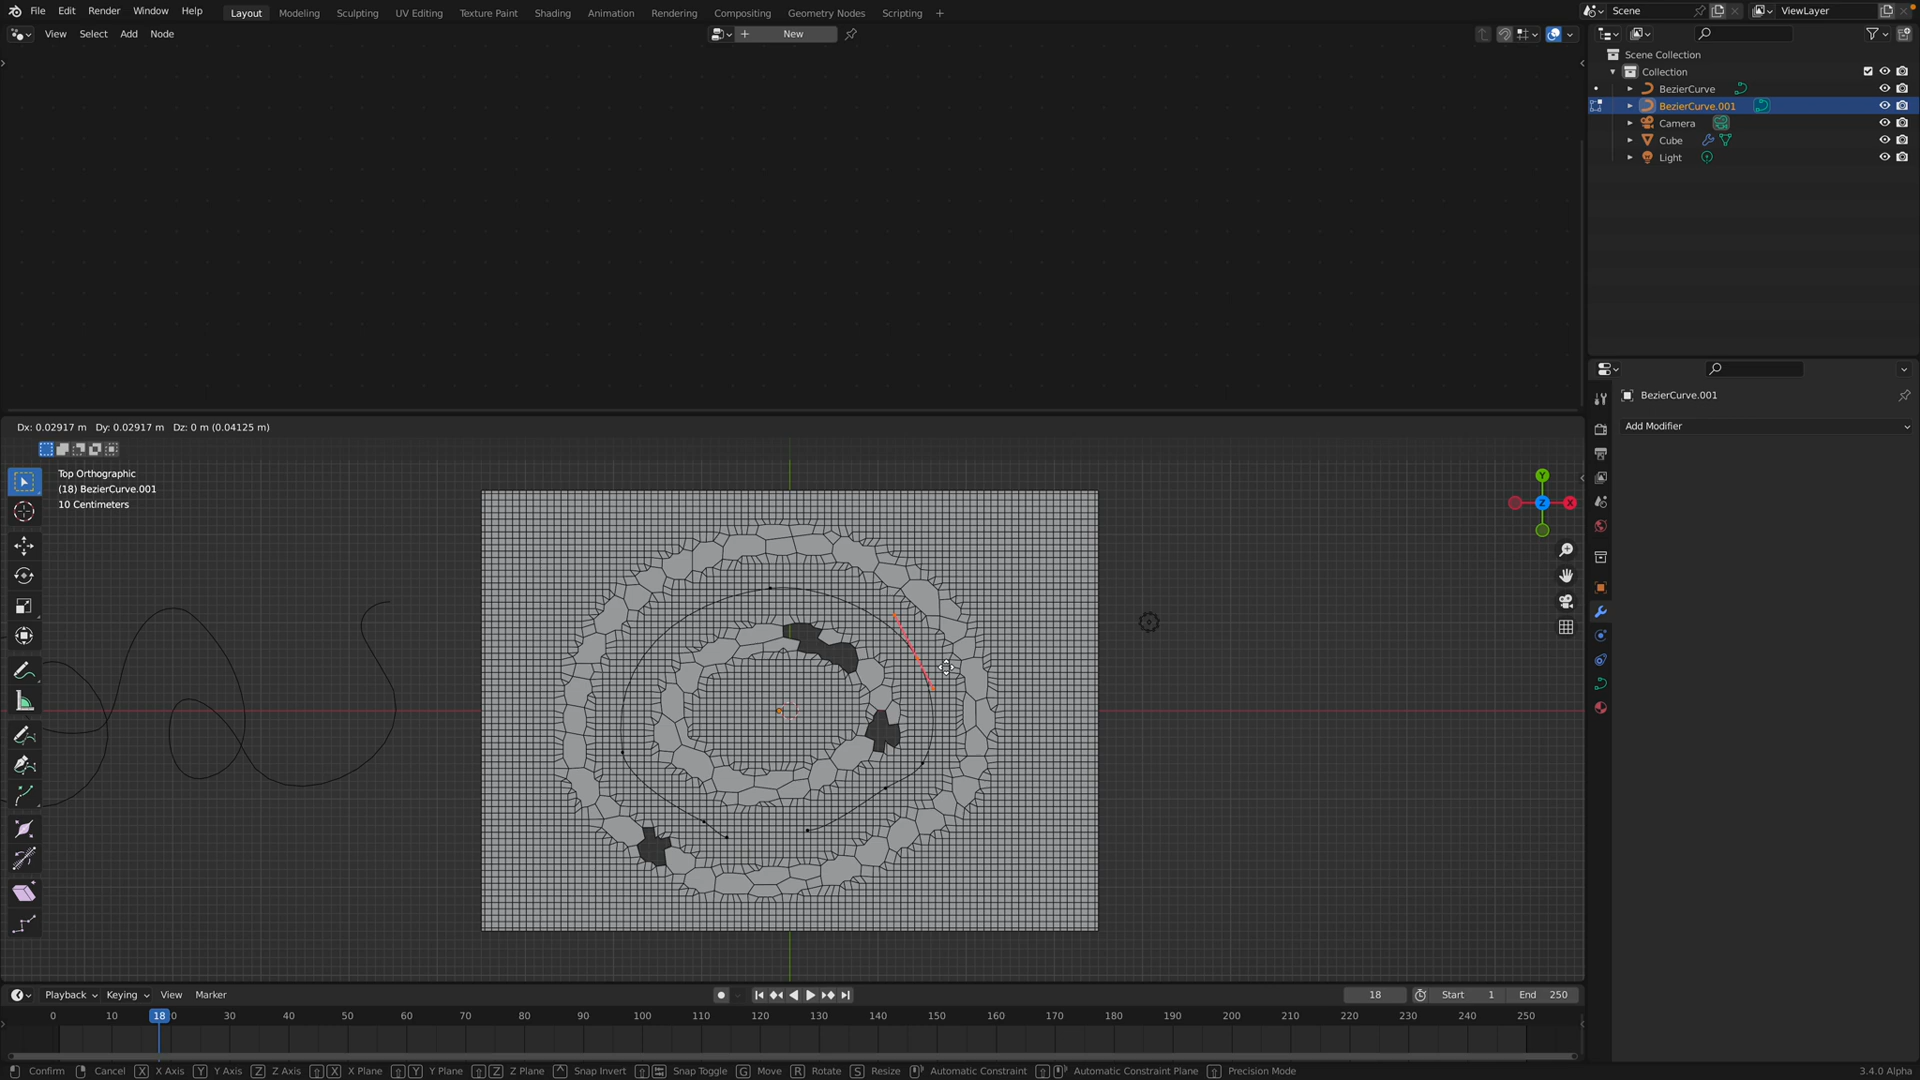 File Edit Render Window Help Layout Modeling Sculpting UV Editing Texture Paint Shading Animation Rendering Compositing Geometry Nodes Scripting + Scene ViewLayer
View Select Add Node + New
Scene Collection
Collection
BezierCurve
BezierCurve.001
Camera
Cube
Light
BezierCurve.001
Add Modifier
Dx: 0.02917 m Dy: 0.02917 m Dz: 0 m (0.04125 m)
Top Orthographic
(18) BezierCurve.001
10 Centimeters
Y
Z X
Playback Keying View Marker 18 Start 1 End 250
0 10 18 20 30 40 50 60 70 80 90 100 110 120 130 140 150 160 170 180 190 200 210 220 230 240 250
Confirm Cancel X X Axis Y Y Axis Z Z Axis X X Plane Y Y Plane Z Z Plane Snap Invert Snap Toggle G Move R Rotate S Resize Automatic Constraint Automatic Constraint Plane Precision Mode 3.4.0 Alpha